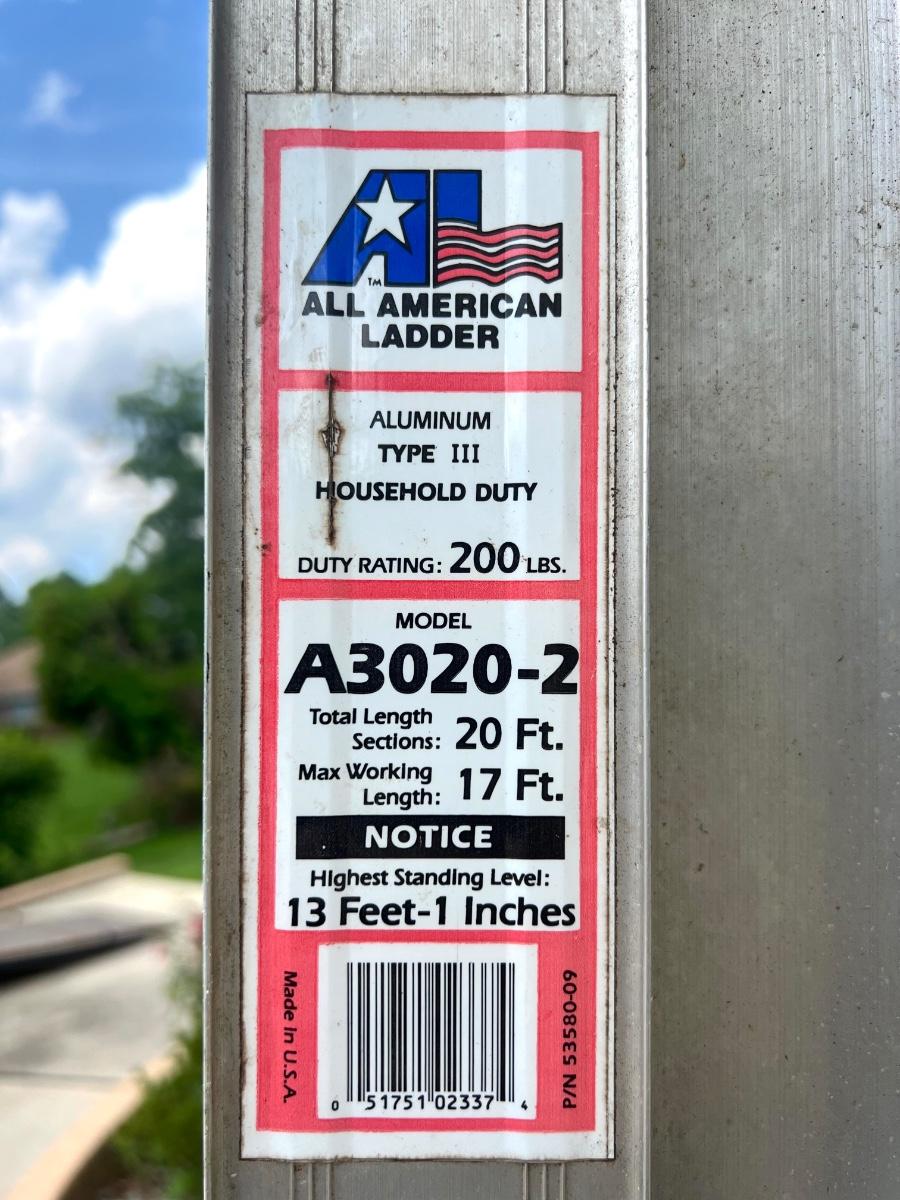 AL
TM
ALL AMERICAN
LADDER
ALUMINUM
TYPE III
HOUSEHOLD DUTY
DUTY RATING: 200 LBS.
MODEL
A3020-2
Total Length
Sections: 20 Ft.
Max Working
Length: 17 Ft.
NOTICE
Highest Standing Level:
13 Feet-1 Inches
Made In U.S.A.
0 51751 02337 4
P/N 53580-09